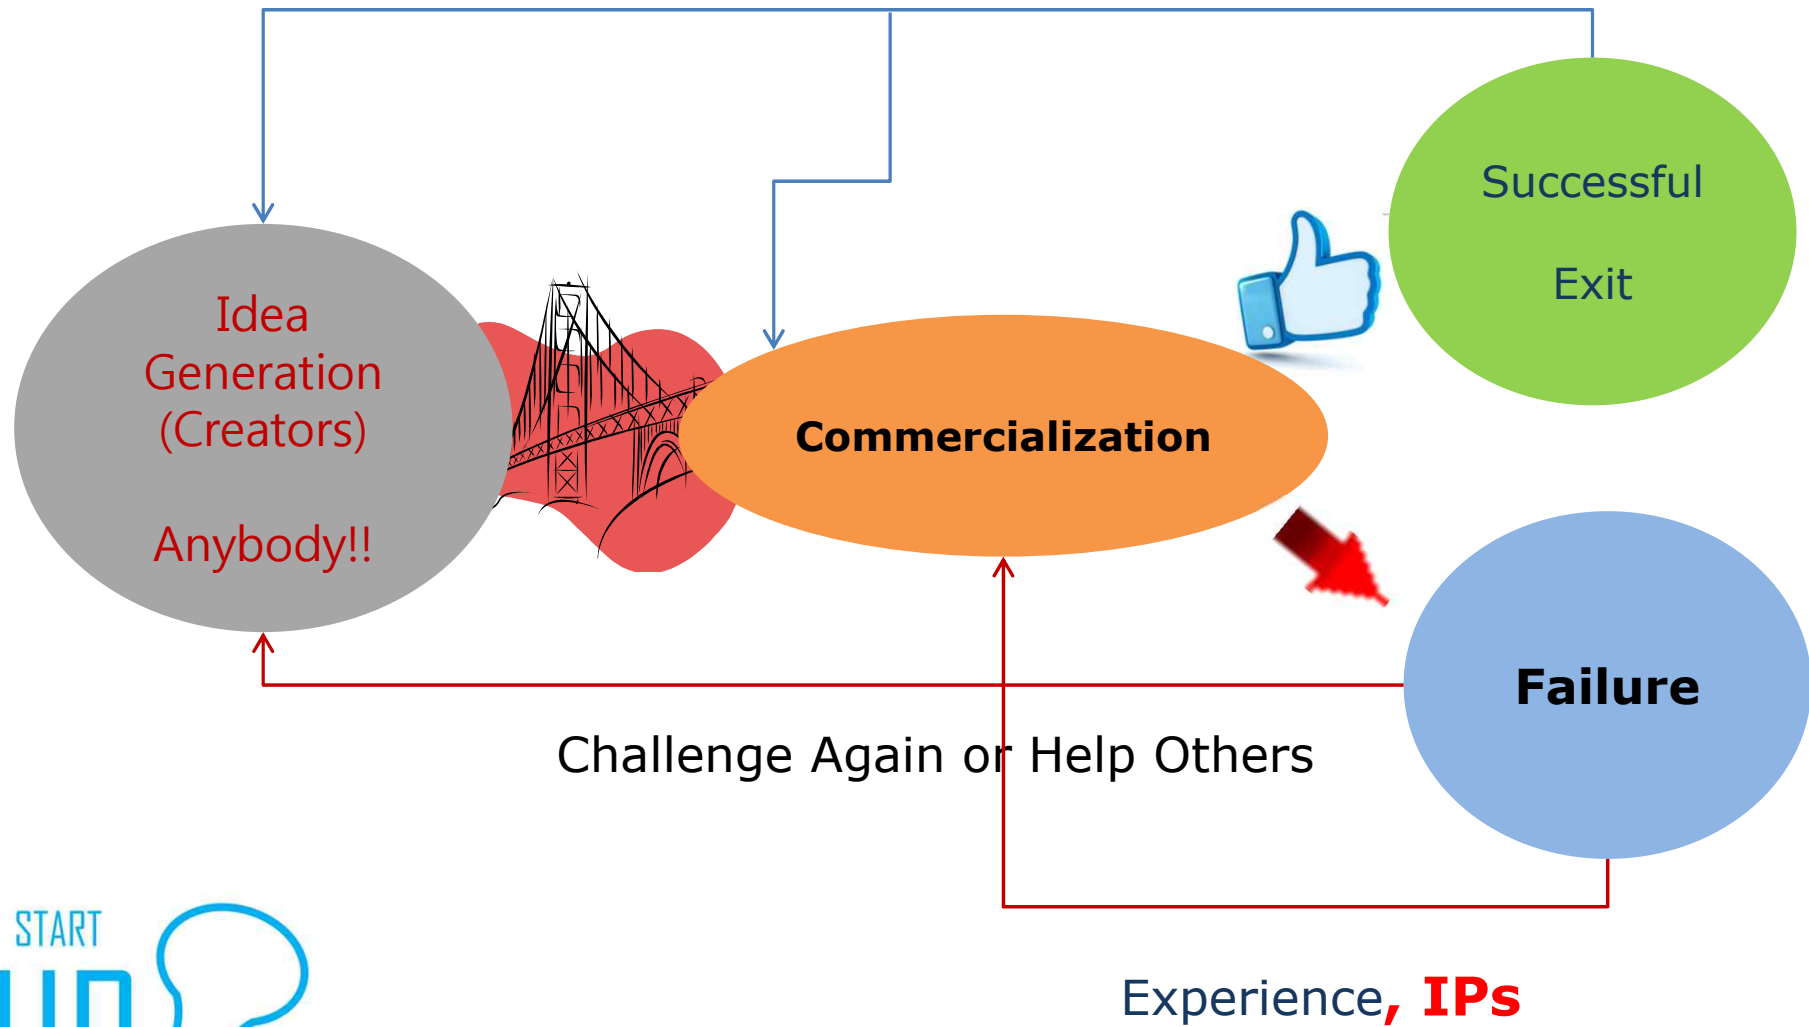 Successful
Exit
Idea
Generation
(Creators)
Anybody!!
Commercialization
Failure
Challenge Again or Help Others
START
Experience, IPs